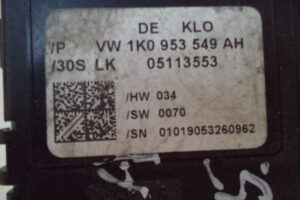 DE KLO
/P VW 1K0 953 549 AH
/30S LK 05113553
/HW 034
/SW 0070
/SN 01019053260962